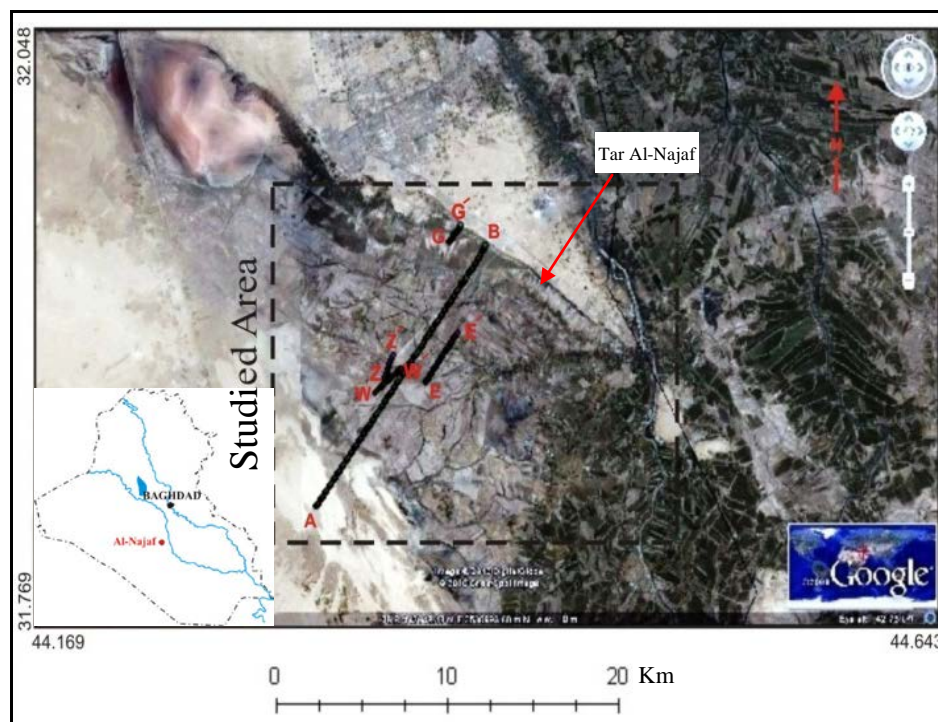 32.048
Tar Al-Najaf
G´
G
B
Studied Area
Z´
E´
Z
W´
W
E
A
BAGHDAD
Al-Najaf
Google
31.769
44.169
44.643
0 10 20 Km